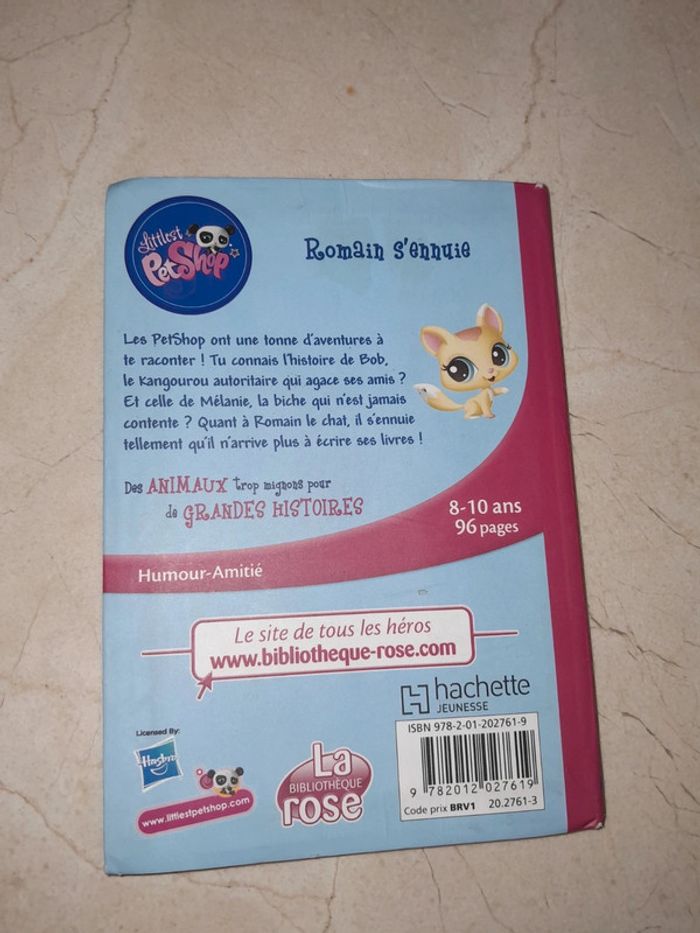 Littlest
PetShop
Romain s'ennuie
Les PetShop ont une tonne d'aventures à
te raconter ! Tu connais l'histoire de Bob,
le Kangourou autoritaire qui agace ses amis ?
Et celle de Mélanie, la biche qui n'est jamais
contente ? Quant à Romain le chat, il s'ennuie
tellement qu'il n'arrive plus à écrire ses livres !
Des ANIMAUX trop mignons pour
de GRANDES HISTOIRES
8-10 ans
96 pages
Humour-Amitié
Le site de tous les héros
www.bibliotheque-rose.com
hachette
JEUNESSE
ISBN 978-2-01-202761-9
9 782012 027619
Code prix BRV1 20.2761-3
Licensed By:
Hasbro
www.littlestpetshop.com
La
BIBLIOTHÈQUE
rose